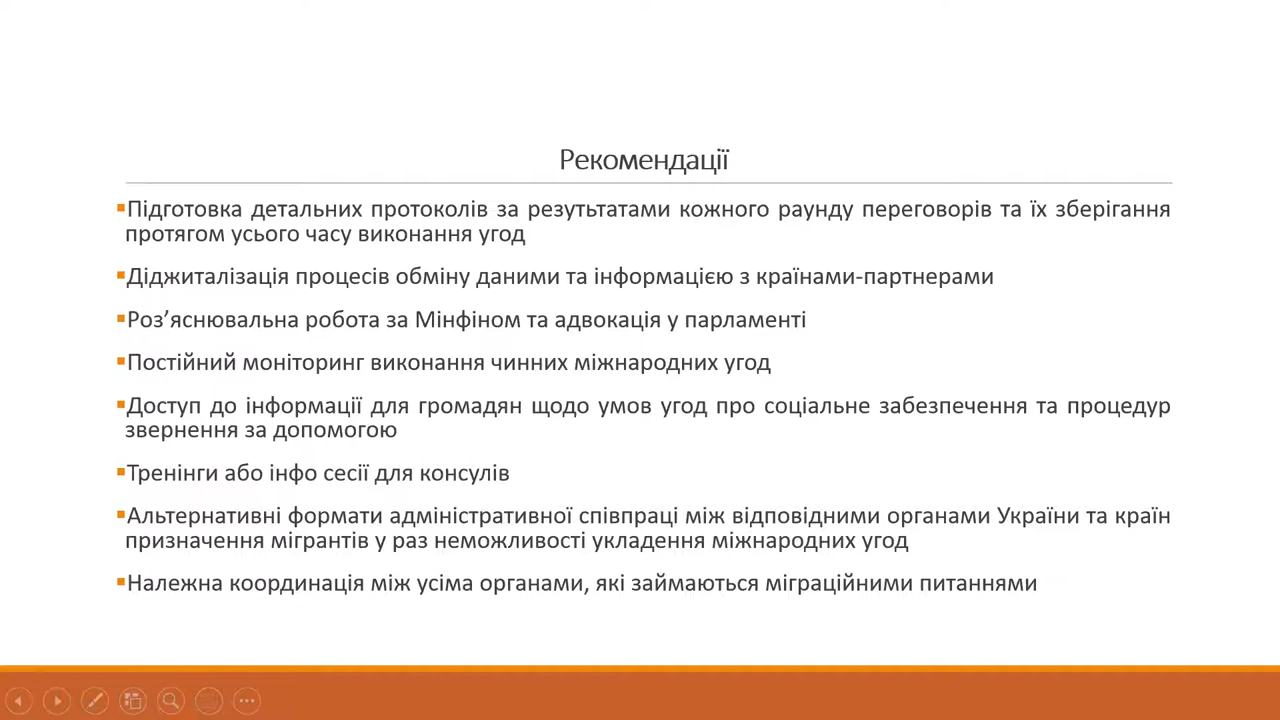 Рекомендації
▪Підготовка детальних протоколів за резутьтатами кожного раунду переговорів та їх зберігання
протягом усього часу виконання угод
▪Діджиталізація процесів обміну даними та інформацією з країнами-партнерами
▪Роз’яснювальна робота за Мінфіном та адвокація у парламенті
▪Постійний моніторинг виконання чинних міжнародних угод
▪Доступ до інформації для громадян щодо умов угод про соціальне забезпечення та процедур
звернення за допомогою
▪Тренінги або інфо сесії для консулів
▪Альтернативні формати адміністративної співпраці між відповідними органами України та країн
призначення мігрантів у раз неможливості укладення міжнародних угод
▪Належна координація між усіма органами, які займаються міграційними питаннями